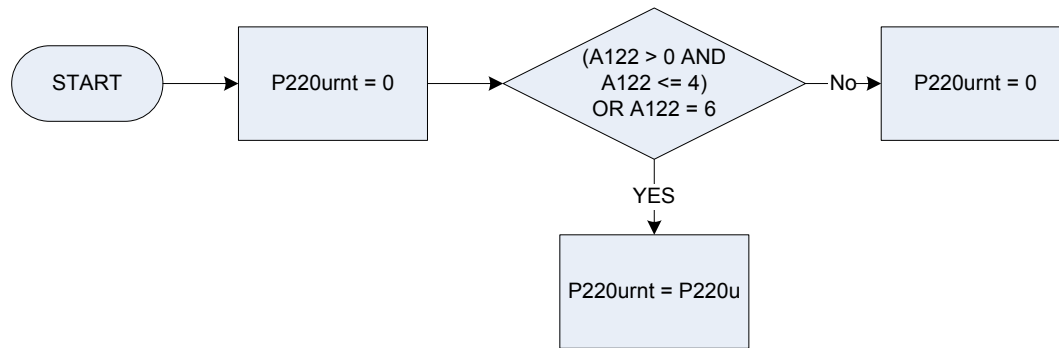 START
P220urnt = 0
(A122 > 0 AND
A122 <= 4)
OR A122 = 6
No
P220urnt = 0
YES
P220urnt = P220u